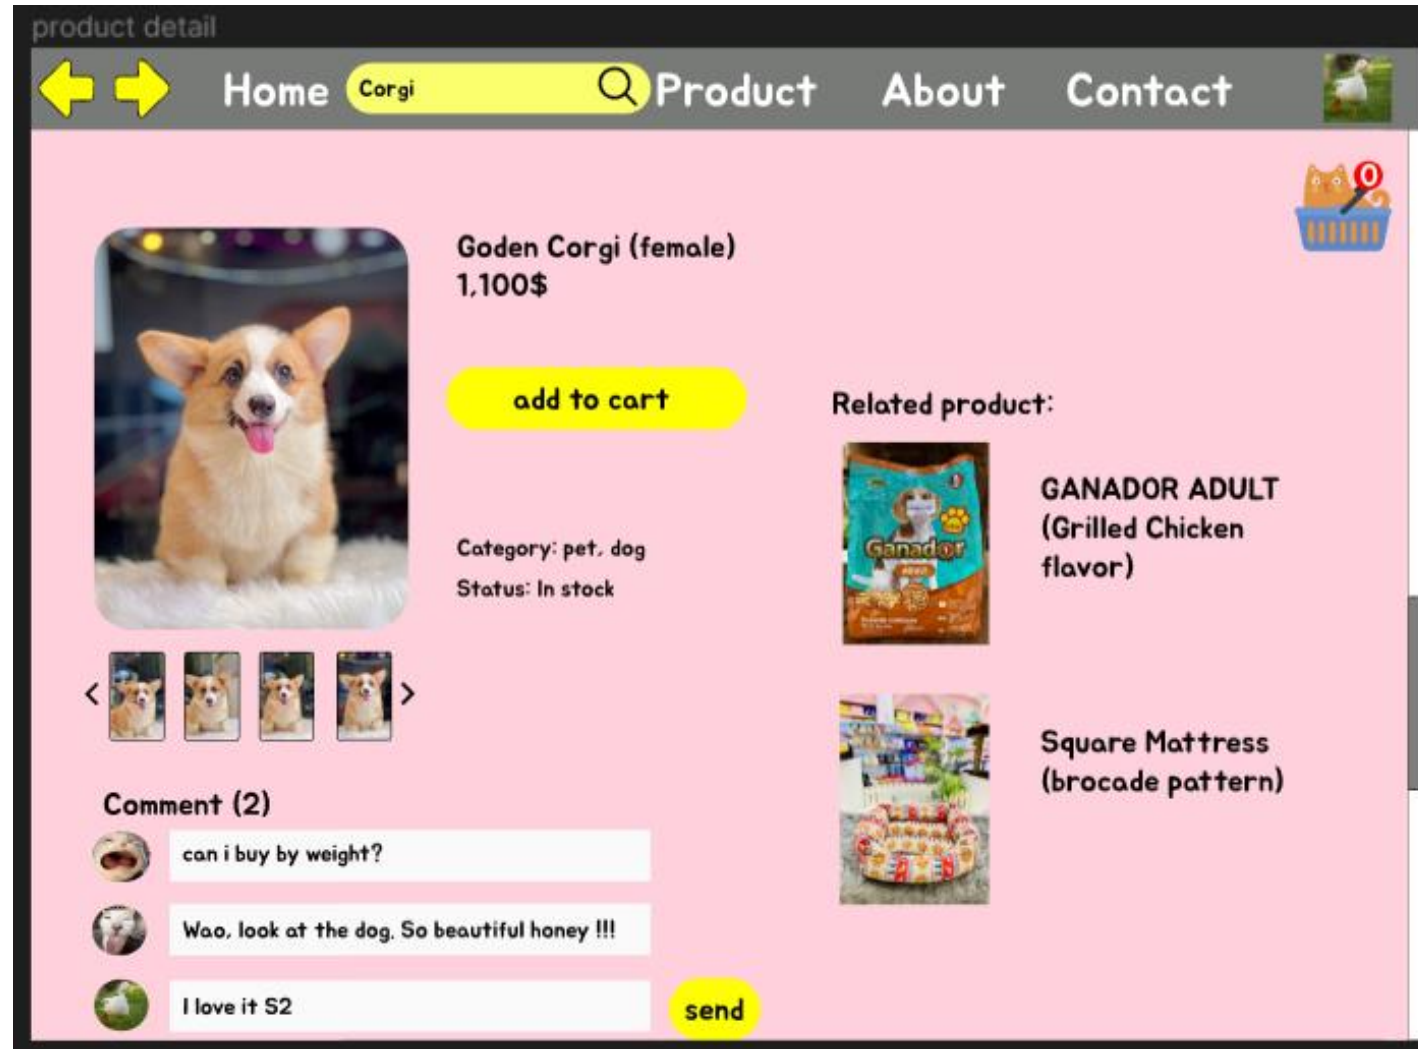 product detail
Home
Corgi
Product
About
Contact
0
Goden Corgi (female)
1,100$
add to cart
Category: pet, dog
Status: In stock
Related product:
Ganador
GANADOR ADULT
(Grilled Chicken
flavor)
Square Mattress
(brocade pattern)
Comment (2)
can i buy by weight?
Wao, look at the dog. So beautiful honey !!!
I love it S2
send